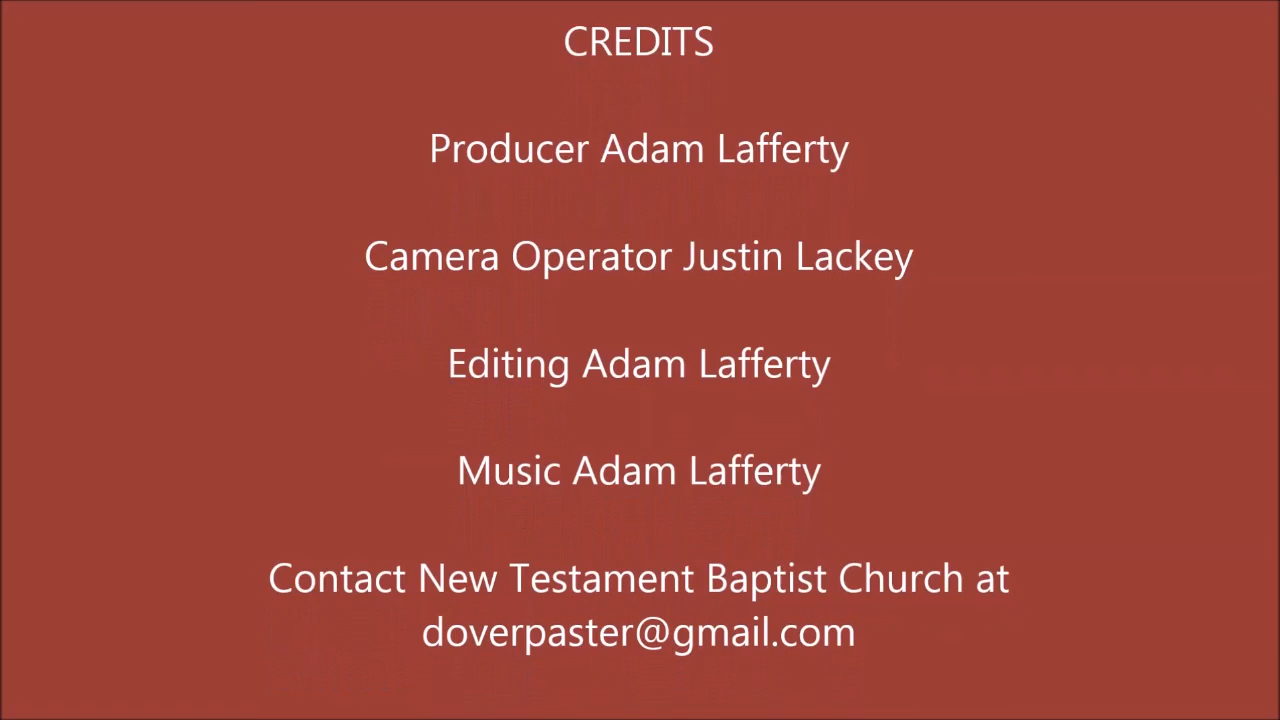 CREDITS
Producer Adam Lafferty
Camera Operator Justin Lackey
Editing Adam Lafferty
Music Adam Lafferty
Contact New Testament Baptist Church at
doverpaster@gmail.com